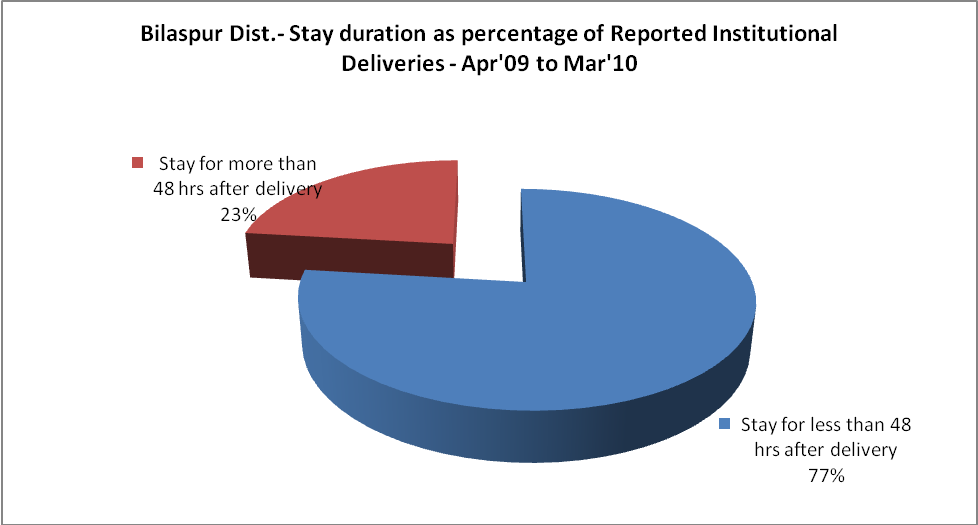 Bilaspur Dist.- Stay duration as percentage of Reported Institutional
Deliveries - Apr'09 to Mar'10
Stay for more than
48 hrs after delivery
23%
Stay for less than 48
hrs after delivery
77%